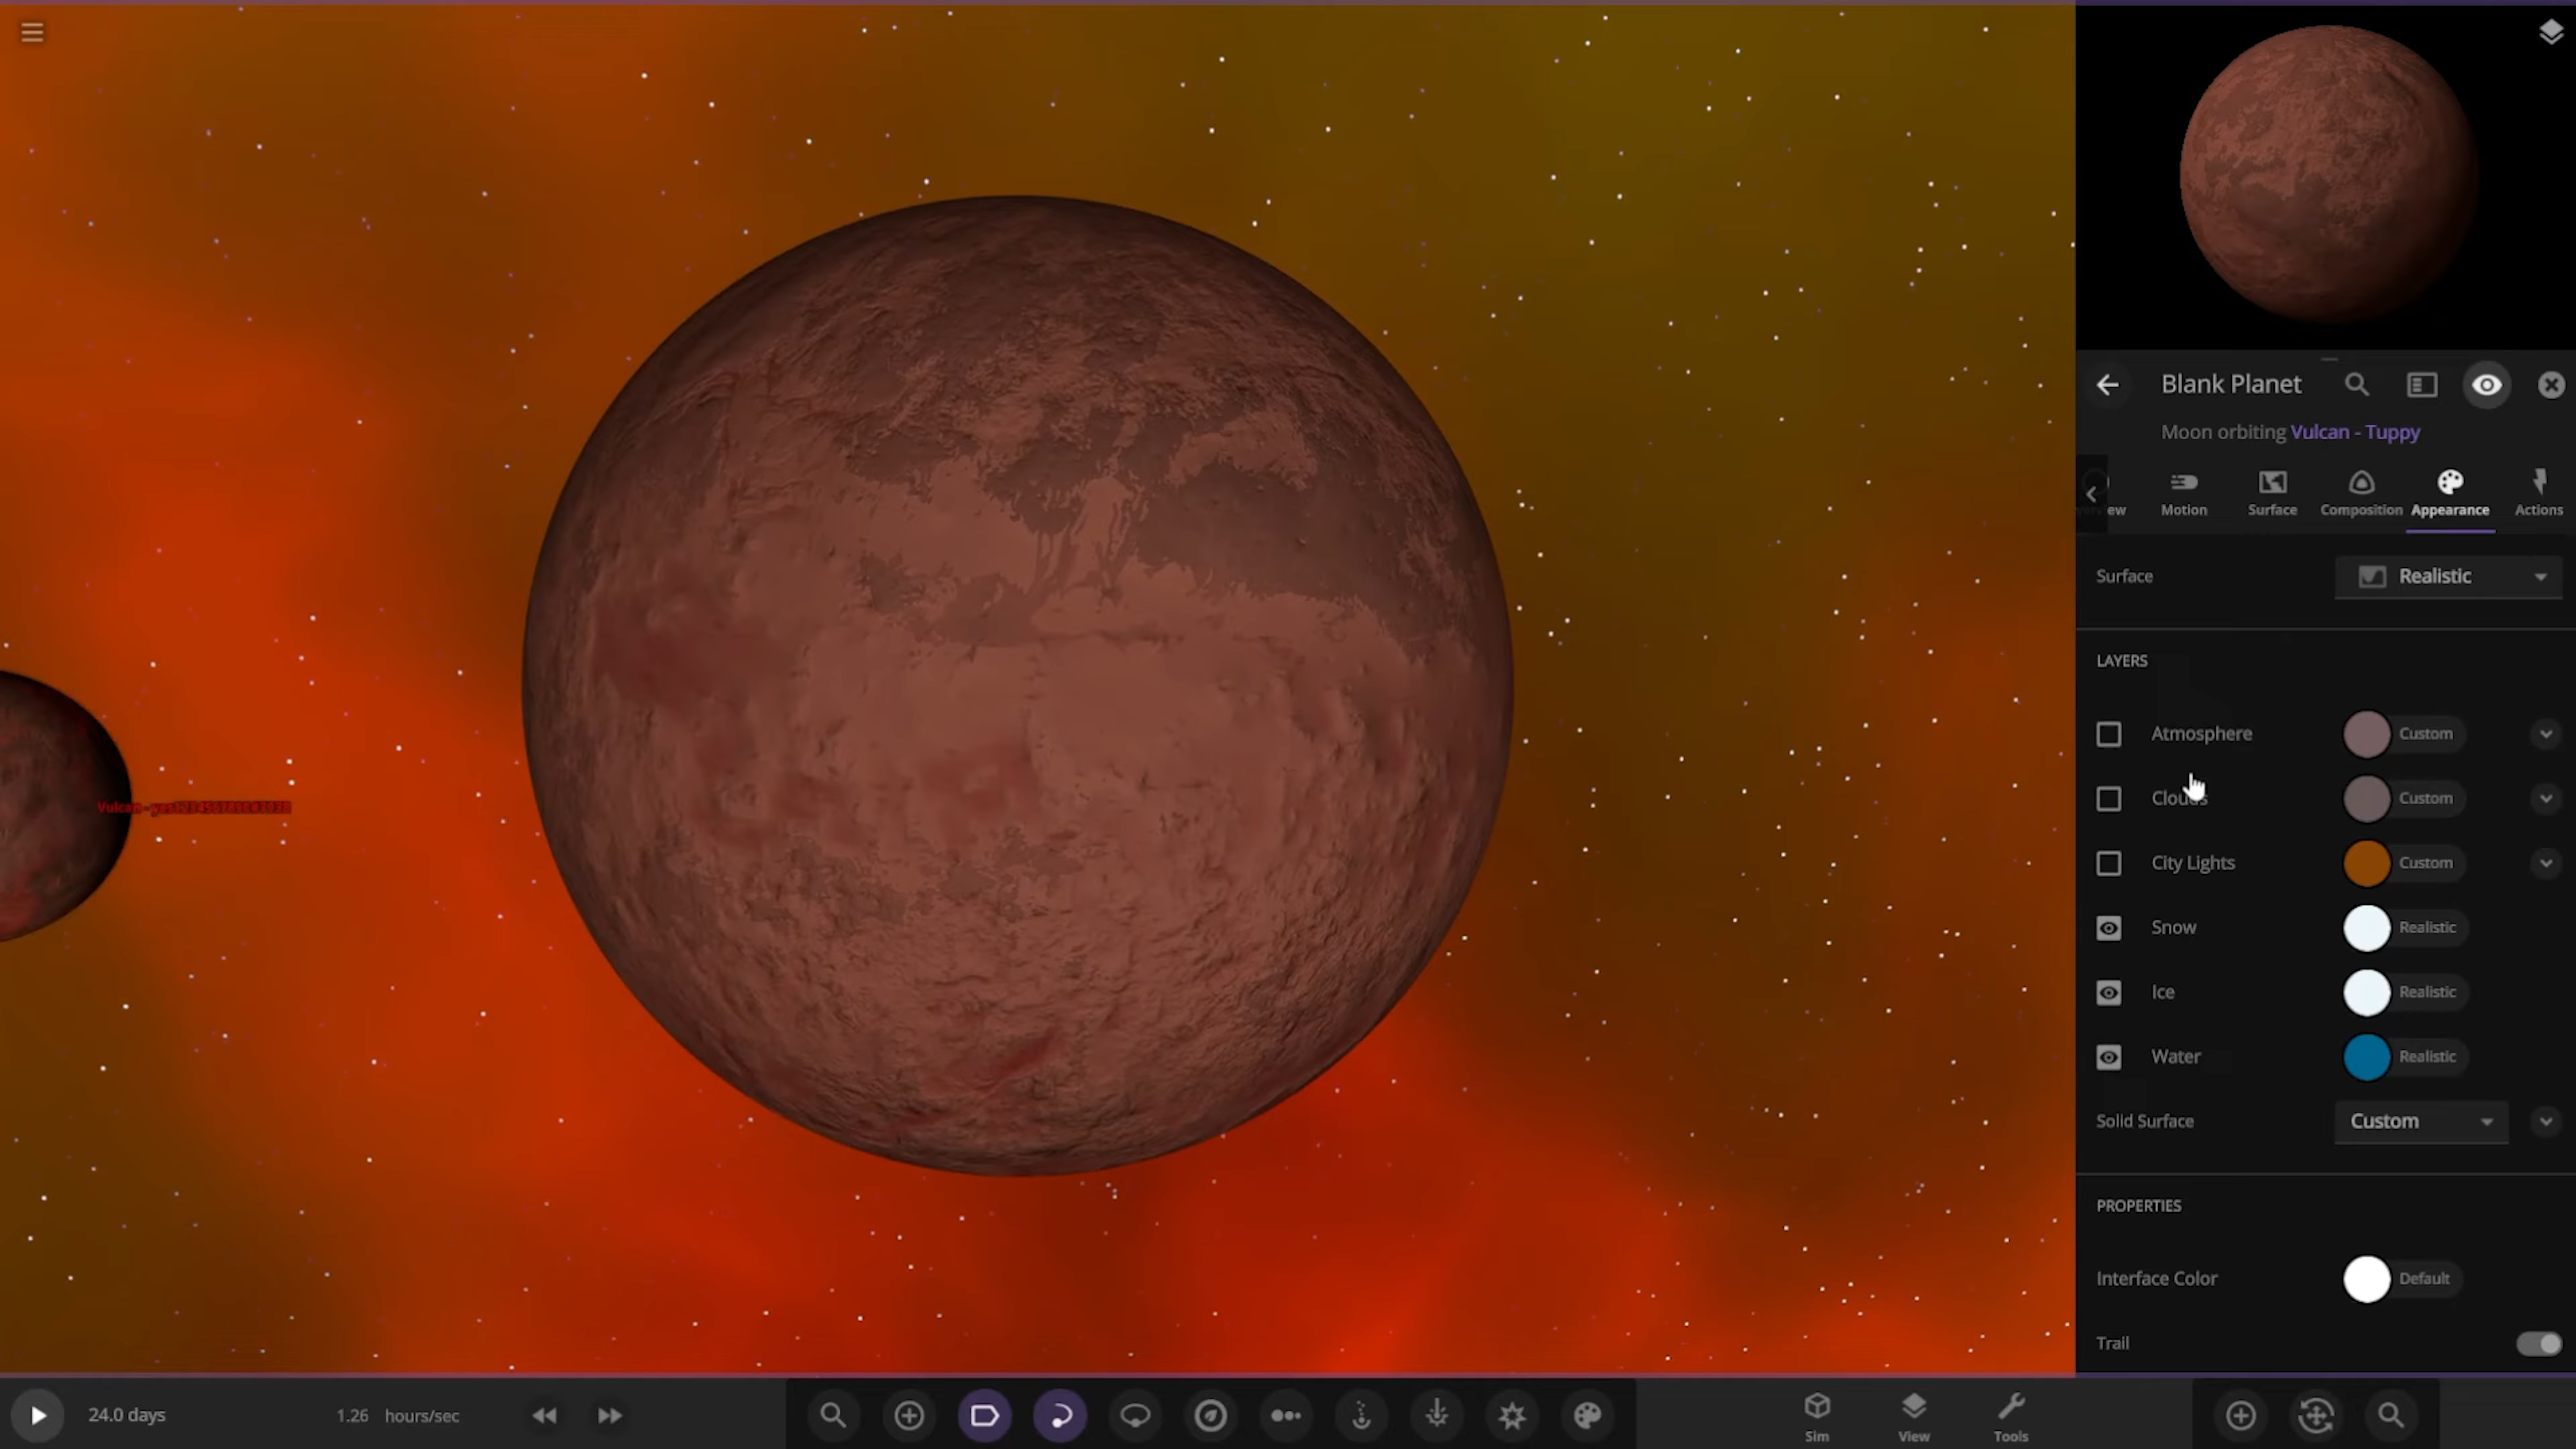 Blank Planet
Moon orbiting Vulcan - Tuppy
ew
Motion
Surface
Composition
Appearance
Actions
Surface
Realistic
LAYERS
Atmosphere
Custom
Clouds
Custom
City Lights
Custom
Snow
Realistic
Ice
Realistic
Water
Realistic
Solid Surface
Custom
PROPERTIES
Interface Color
Default
Trail
24.0 days
1.26 hours/sec
Sim
View
Tools